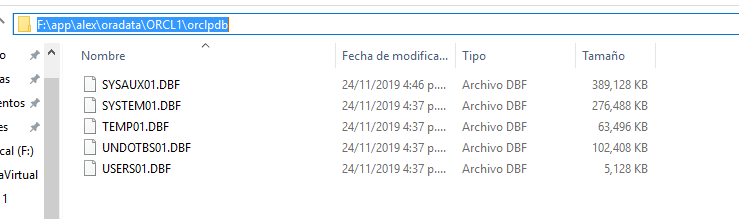 F:\app\alex\oradata\ORCL1\orclpdb
Nombre Fecha de modifica... Tipo Tamaño
SYSAUX01.DBF 24/11/2019 4:46 p.... Archivo DBF 389,128 KB
SYSTEM01.DBF 24/11/2019 4:37 p.... Archivo DBF 276,488 KB
TEMP01.DBF 24/11/2019 4:37 p.... Archivo DBF 63,496 KB
UNDOTBS01.DBF 24/11/2019 4:37 p.... Archivo DBF 102,408 KB
USERS01.DBF 24/11/2019 4:37 p.... Archivo DBF 5,128 KB
o
as
entos
es
cal (F:)
aVirtual
1